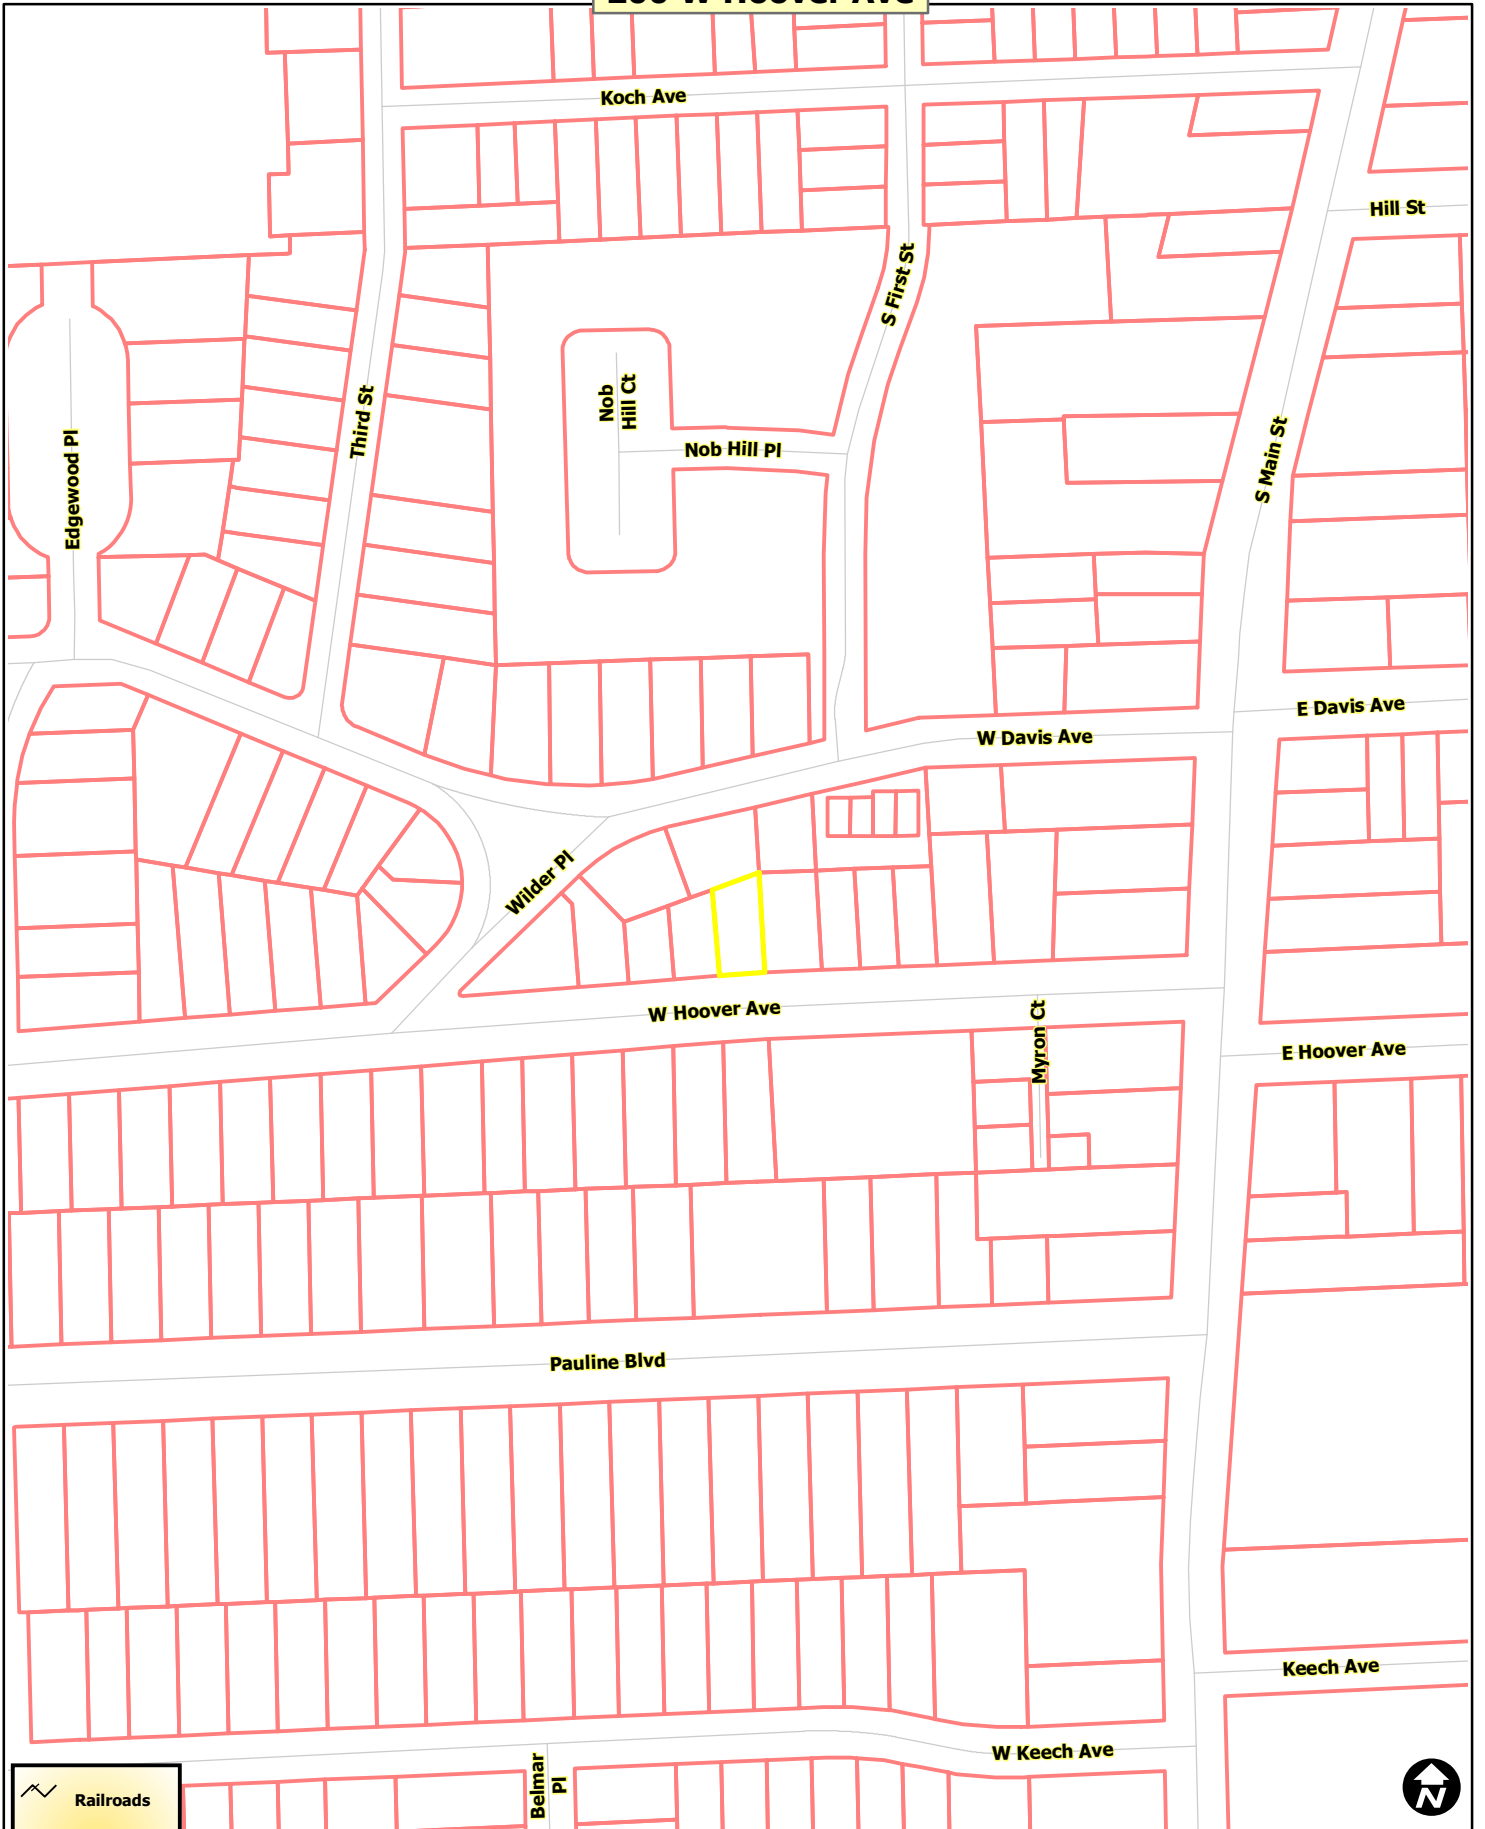 W Hoover Ave
Koch Ave
Hill St
S First St
Nob
Hill Ct
Third St
Nob Hill Pl
S Main St
Edgewood Pl
E Davis Ave
W Davis Ave
Wilder Pl
W Hoover Ave
Myron Ct
E Hoover Ave
Pauline Blvd
Keech Ave
W Keech Ave
Belmar
Pl
Railroads
N